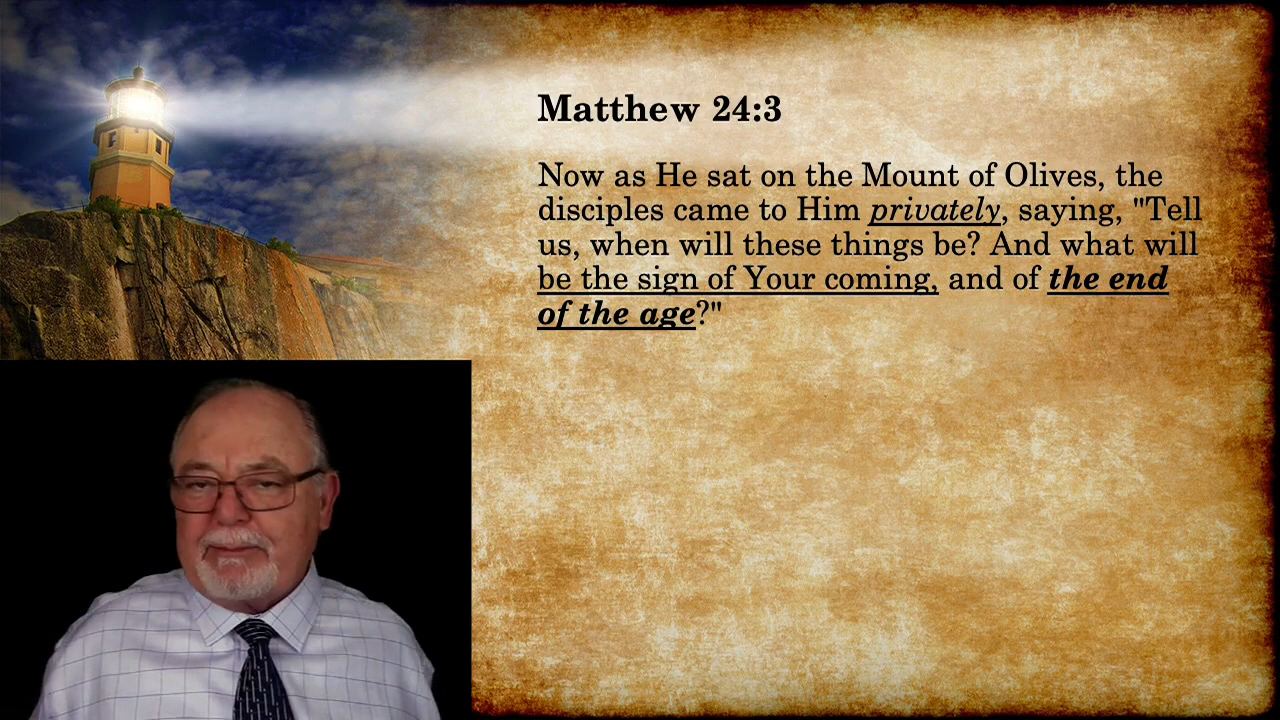 Matthew 24:3
Now as He sat on the Mount of Olives, the
disciples came to Him privately, saying, "Tell
us, when will these things be? And what will
be the sign of Your coming, and of the end
of the age?"